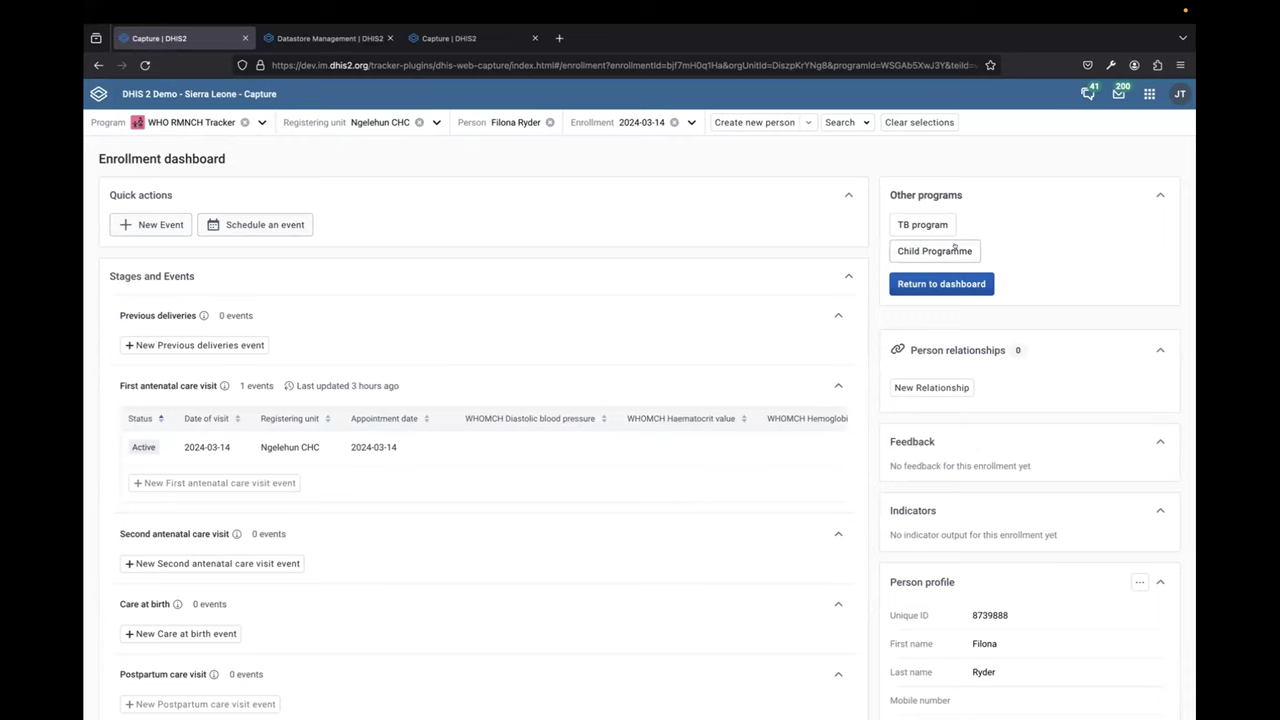 Capture | DHIS2
Datastore Management | DHIS2
Capture | DHIS2
https://dev.im.dhis2.org/tracker-plugins/dhis-web-capture/index.html#/enrollment?enrollmentId=bjf7mH0q1Ha&orgUnitId=DiszpKrYNg8&programId=WSGAb5XwJ3Y&teiId=
DHIS 2 Demo - Sierra Leone - Capture
41
200
JT
Program WHO RMNCH Tracker
Registering unit Ngelehun CHC
Person Filona Ryder
Enrollment 2024-03-14
Create new person
Search
Clear selections
Enrollment dashboard
Quick actions
New Event
Schedule an event
Stages and Events
Previous deliveries 0 events
New Previous deliveries event
First antenatal care visit 1 events Last updated 3 hours ago
Status Date of visit Registering unit Appointment date WHOMCH Diastolic blood pressure WHOMCH Haematocrit value WHOMCH Hemoglobi
Active 2024-03-14 Ngelehun CHC 2024-03-14
New First antenatal care visit event
Second antenatal care visit 0 events
New Second antenatal care visit event
Care at birth 0 events
New Care at birth event
Postpartum care visit 0 events
New Postpartum care visit event
Other programs
TB program
Child Programme
Return to dashboard
Person relationships 0
New Relationship
Feedback
No feedback for this enrollment yet
Indicators
No indicator output for this enrollment yet
Person profile
Unique ID 8739888
First name Filona
Last name Ryder
Mobile number